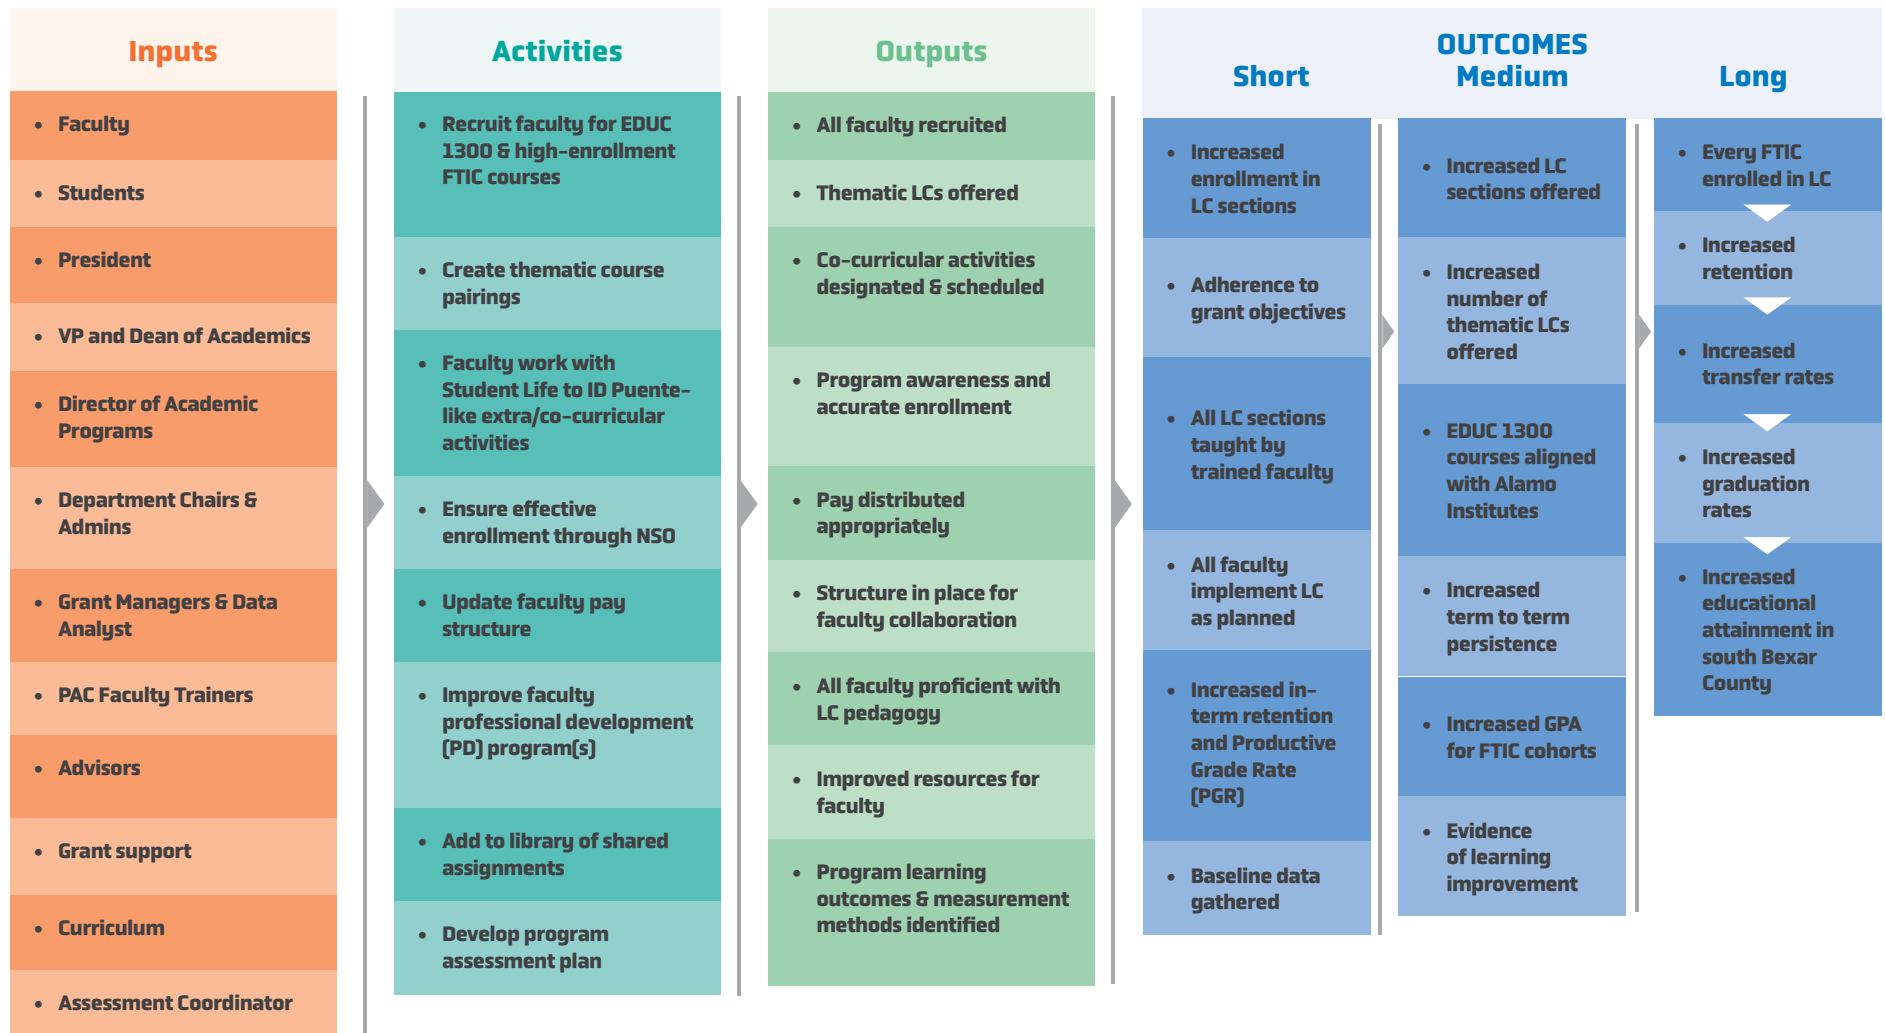 Inputs
• Faculty
• Students
• President
• VP and Dean of Academics
• Director of Academic
Programs
• Department Chairs &
Admins
• Grant Managers & Data
Analyst
• PAC Faculty Trainers
• Advisors
• Grant support
• Curriculum
• Assessment Coordinator
Activities
• Recruit faculty for EDUC
1300 & high-enrollment
FTIC courses
• Create thematic course
pairings
• Faculty work with
Student Life to ID Puente-
like extra/co-curricular
activities
• Ensure effective
enrollment through NSO
• Update faculty pay
structure
• Improve faculty
professional development
(PD) program(s)
• Add to library of shared
assignments
• Develop program
assessment plan
Outputs
• All faculty recruited
• Thematic LCs offered
• Co-curricular activities
designated & scheduled
• Program awareness and
accurate enrollment
• Pay distributed
appropriately
• Structure in place for
faculty collaboration
• All faculty proficient with
LC pedagogy
• Improved resources for
faculty
• Program learning
outcomes & measurement
methods identified
OUTCOMES
Short
• Increased
enrollment in
LC sections
• Adherence to
grant objectives
• All LC sections
taught by
trained faculty
• All faculty
implement LC
as planned
• Increased in-
term retention
and Productive
Grade Rate
(PGR)
• Baseline data
gathered
Medium
• Increased LC
sections offered
• Increased
number of
thematic LCs
offered
• EDUC 1300
courses aligned
with Alamo
Institutes
• Increased
term to term
persistence
• Increased GPA
for FTIC cohorts
• Evidence
of learning
improvement
Long
• Every FTIC
enrolled in LC
• Increased
retention
• Increased
transfer rates
• Increased
graduation
rates
• Increased
educational
attainment in
south Bexar
County